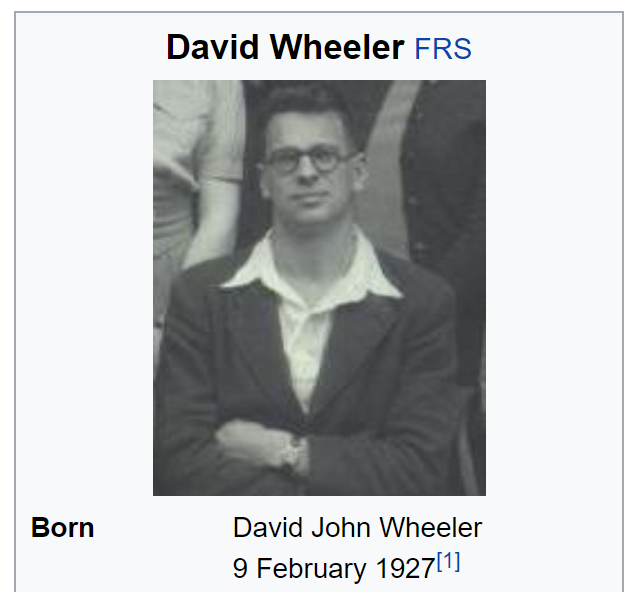 David Wheeler FRS
Born David John Wheeler
9 February 1927[1]